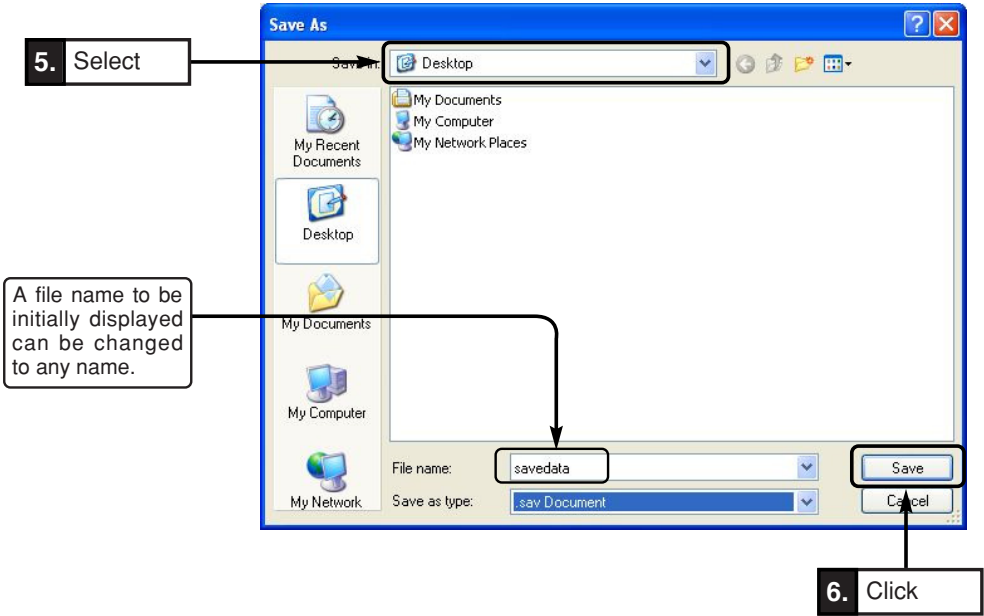 Save As
5. Select
Save in:
Desktop
My Documents
My Computer
My Network Places
My Recent
Documents
Desktop
My Documents
My Computer
My Network
A file name to be
initially displayed
can be changed
to any name.
File name:
savedata
Save
Save as type:
.sav Document
Cancel
6. Click